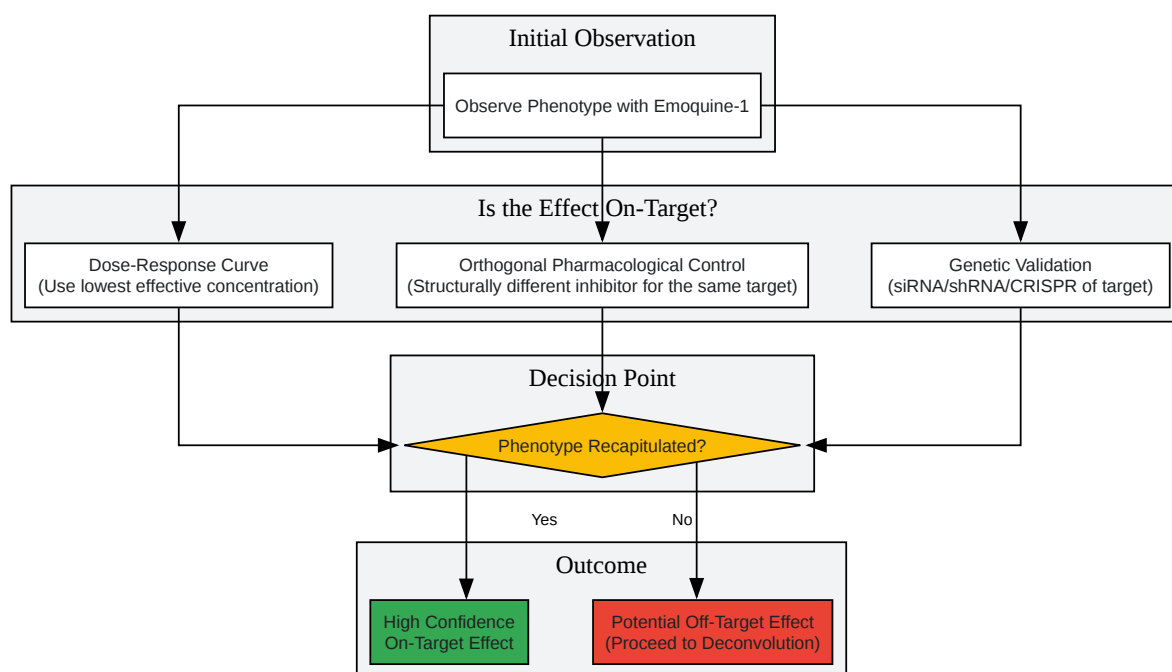 Initial Observation
Observe Phenotype with Emoquine-1
Is the Effect On-Target?
Dose-Response Curve
(Use lowest effective concentration)
Orthogonal Pharmacological Control
(Structurally different inhibitor for the same target)
Genetic Validation
(siRNA/shRNA/CRISPR of target)
Decision Point
Phenotype Recapitulated?
Yes
No
Outcome
High Confidence
On-Target Effect
Potential Off-Target Effect
(Proceed to Deconvolution)